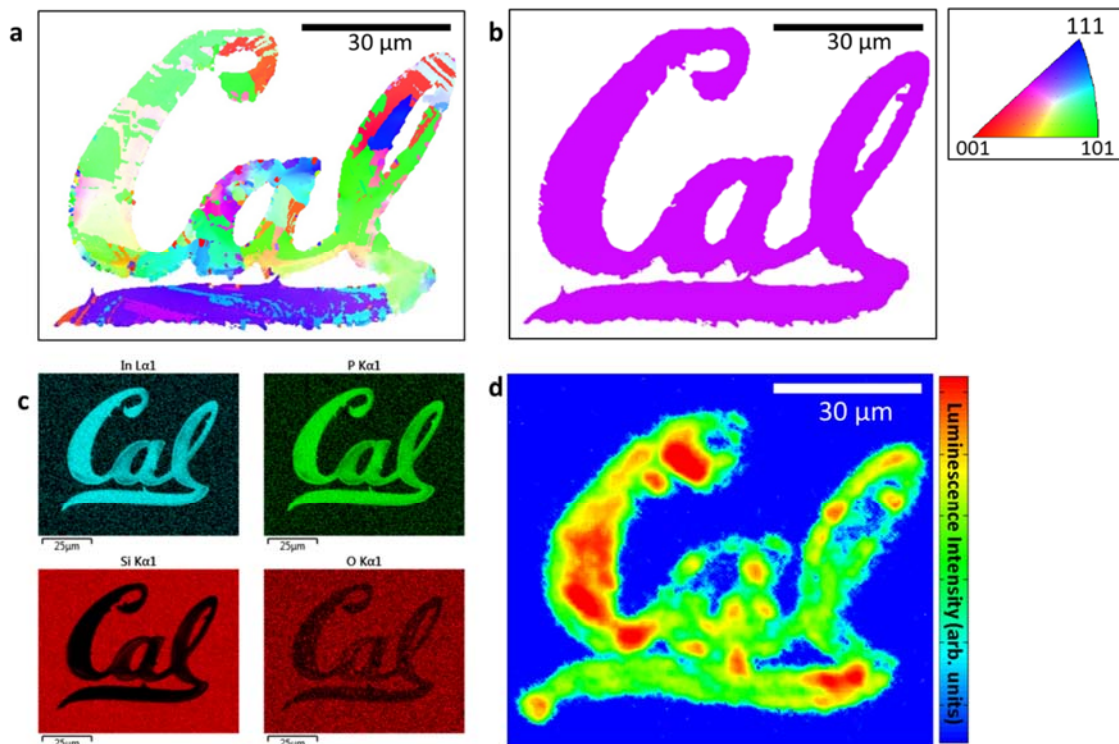 a
30 µm
Cal
b
30 µm
Cal
111
001
101
c
In Lα1
Cal
25µm
P Kα1
Cal
25µm
Si Kα1
Cal
25µm
O Kα1
Cal
25µm
d
30 µm
Cal
Luminescence Intensity (arb. units)